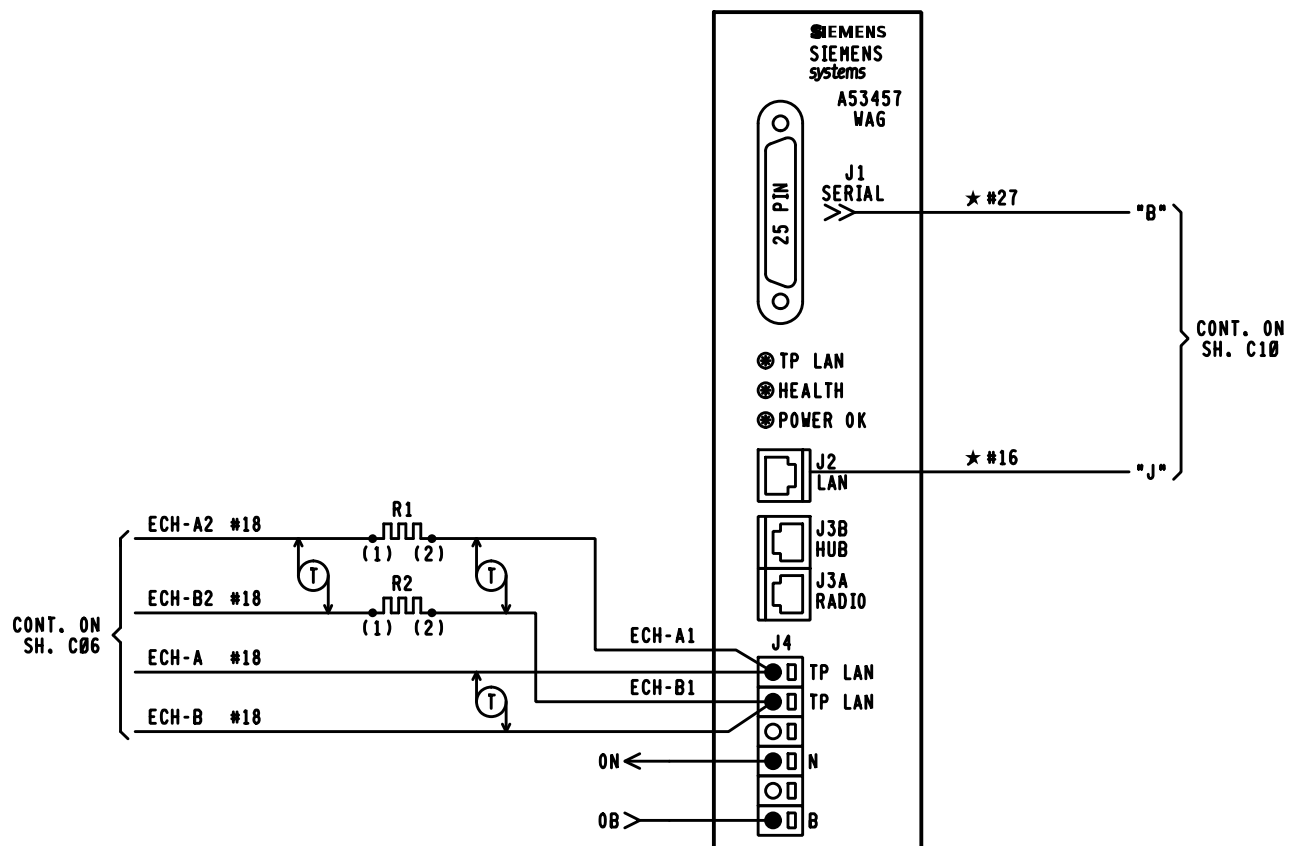 SIEMENS
SIEMENS
systems
A53457
WAG
25 PIN
J1
SERIAL
★ #27
"B"
CONT. ON
SH. C10
TP LAN
HEALTH
POWER OK
J2
LAN
★ #16
"J"
J3B
HUB
J3A
RADIO
ECH-A2 #18
R1
(1) (2)
T
T
ECH-B2 #18
R2
(1) (2)
CONT. ON
SH. C06
ECH-A1
J4
ECH-A #18
TP LAN
T
ECH-B1
TP LAN
ECH-B #18
ON
N
OB
B